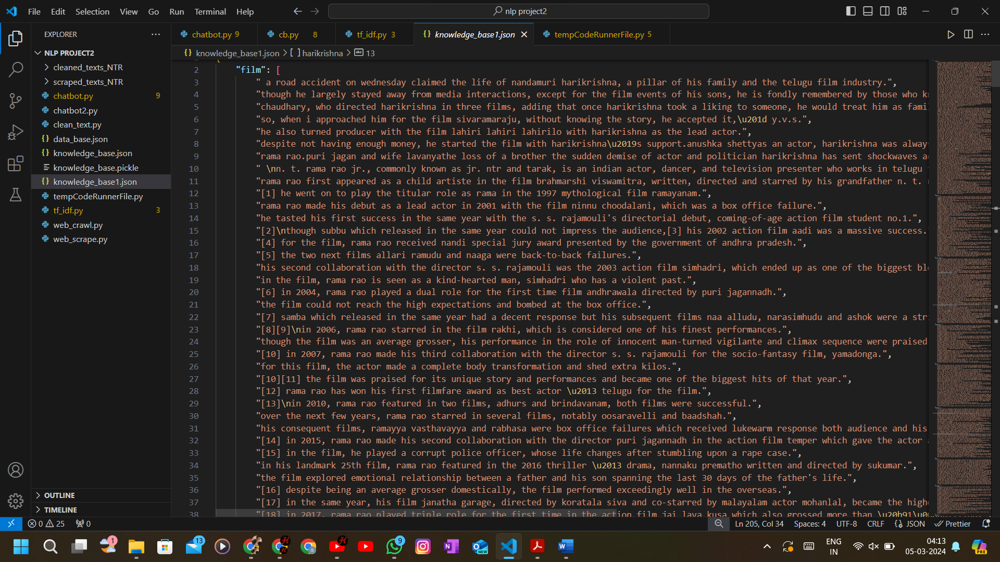 File Edit Selection View Go Run Terminal Help
nlp project2
EXPLORER
NLP PROJECT2
cleaned_texts_NTR
scraped_texts_NTR
chatbot.py 9
chatbot2.py
clean_text.py
data_base.json
knowledge_base.json
knowledge_base.pickle
knowledge_base1.json
tempCodeRunnerFile.py
tf_idf.py 3
web_crawl.py
web_scrape.py
OUTLINE
TIMELINE
chatbot.py 9 cb.py 8 tf_idf.py 3 knowledge_base1.json tempCodeRunnerFile.py 5
knowledge_base1.json > [ ] harikrishna > abc 13
2 "film": [
3 " a road accident on wednesday claimed the life of nandamuri harikrishna, a pillar of his family and the telugu film industry.",
4 "though he largely stayed away from media interactions, except for the film events of his sons, he is fondly remembered by those who
5 "chaudhary, who directed harikrishna in three films, adding that once harikrishna took a liking to someone, he would treat him as
6 "so, when i approached him for the film sivaramaraju, without knowing the story, he accepted it,\u201d y.v.s.",
7 "he also turned producer with the film lahiri lahiri lahirilo with harikrishna as the lead actor.",
8 "despite not having enough money, he started the film with harikrishna\u2019s support.anushka shettyas an actor, harikrishna was
9 "rama rao.puri jagan and wife lavanyathe loss of a brother the sudden demise of actor and politician harikrishna has sent shockwaves
10 " \nn. t. rama rao jr., commonly known as jr. ntr and tarak, is an indian actor, dancer, and television presenter who works in telugu
11 "rama rao first appeared as a child artiste in the film brahmarshi viswamitra, written, directed and starred by his grandfather n. t.
12 "[1] he went on to play the titular role as rama in the 1997 mythological film ramayanam.",
13 "rama rao made his debut as a lead actor in 2001 with the film ninnu choodalani, which was a box office failure.",
14 "he tasted his first success in the same year with the s. s. rajamouli's directorial debut, coming-of-age action film student no.1.",
15 "[2]\nthough subbu which released in the same year could not impress the audience,[3] his 2002 action film aadi was a massive success.
16 "[4] for the film, rama rao received nandi special jury award presented by the government of andhra pradesh.",
17 "[5] the two next films allari ramudu and naaga were back-to-back failures.",
18 "his second collaboration with the director s. s. rajamouli was the 2003 action film simhadri, which ended up as one of the biggest
19 "in the film, rama rao is seen as a kind-hearted man, simhadri who has a violent past.",
20 "[6] in 2004, rama rao played a dual role for the first time film andhrawala directed by puri jagannadh.",
21 "the film could not reach the high expectations and bombed at the box office.",
22 "[7] samba which released in the same year had a decent response but his subsequent films naa alludu, narasimhudu and ashok were a
23 "[8][9]\nin 2006, rama rao starred in the film rakhi, which is considered one of his finest performances.",
24 "though the film was an average grosser, his performance in the role of innocent man-turned vigilante and climax sequence were praised
25 "[10] in 2007, rama rao made his third collaboration with the director s. s. rajamouli for the socio-fantasy film, yamadonga.",
26 "for this film, the actor made a complete body transformation and shed extra kilos.",
27 "[10][11] the film was praised for its unique story and performances and became one of the biggest hits of that year.",
28 "[12] rama rao has won his first filmfare award as best actor \u2013 telugu for the film.",
29 "[13]\nin 2010, rama rao featured in two films, adhurs and brindavanam, both films were successful.",
30 "over the next few years, rama rao starred in several films, notably oosaravelli and baadshah.",
31 "his consequent films, ramayya vasthavayya and rabhasa were box office failures which received lukewarm response both audience and his
32 "[14] in 2015, rama rao made his second collaboration with the director puri jagannadh in the action film temper which gave the actor
33 "[15] in the film, he played a corrupt police officer, whose life changes after stumbling upon a rape case.",
34 "in his landmark 25th film, rama rao featured in the 2016 thriller \u2013 drama, nannaku prematho written and directed by sukumar.",
35 "the film explored emotional relationship between a father and his son spanning the last 30 days of the father's life.",
36 "[16] despite being an average grosser domestically, the film performed exceedingly well in the overseas.",
37 "[17] in the same year, his film janatha garage, directed by koratala siva and co-starred by malayalam actor mohanlal, became the
38 "[18] in 2017, rama rao played triple role for the first time in the action film jai lava kusa which also grossed more than
0 25 0
Ln 205, Col 34 Spaces: 4 UTF-8 CRLF {} JSON Prettier
1 13 9 NEW
ENG
IN
04:13
05-03-2024
PRE